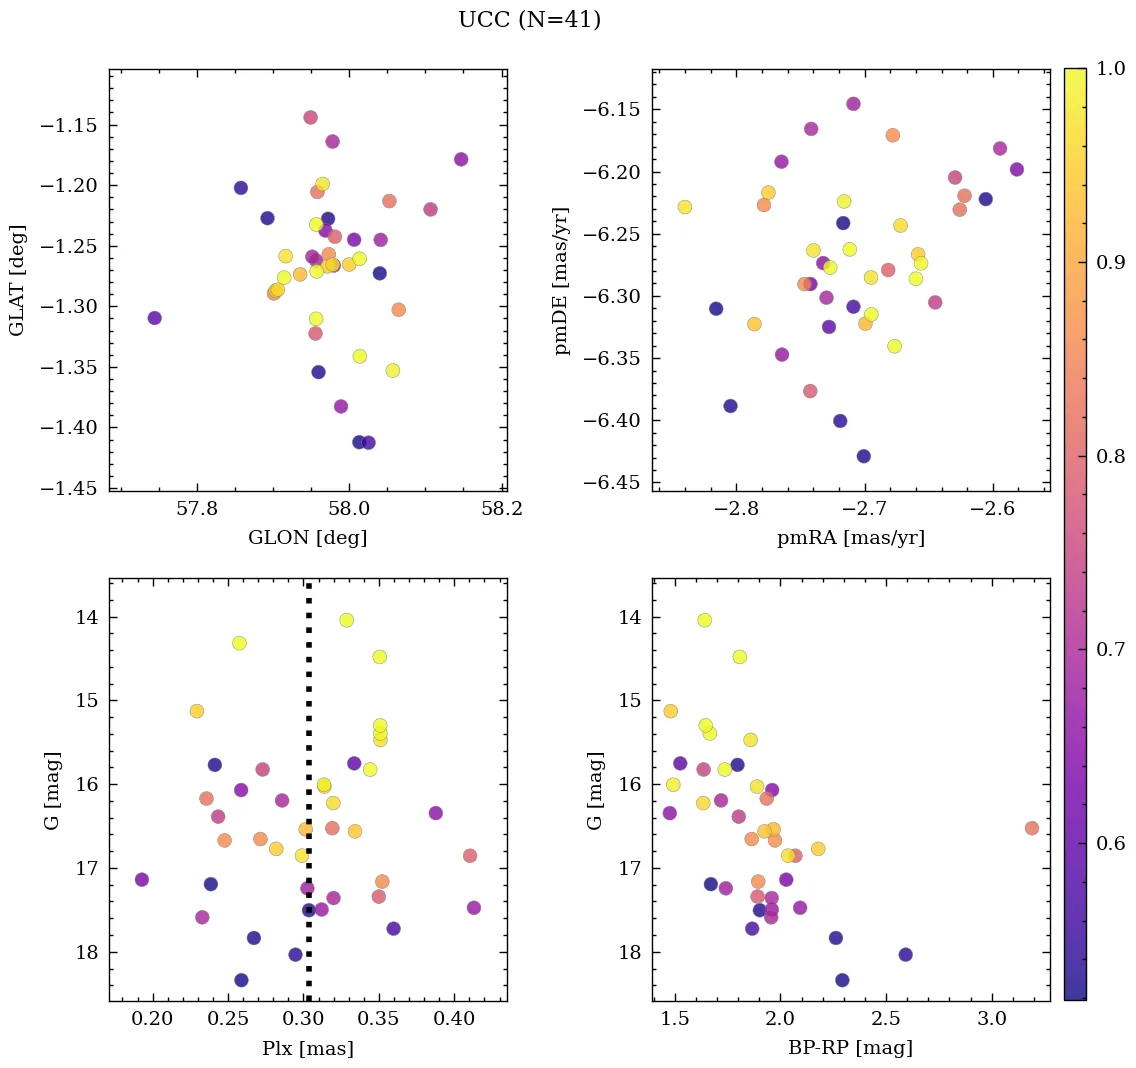 UCC (N=41)
−1.15
−1.20
−1.25
−1.30
−1.35
−1.40
−1.45
GLAT [deg]
57.8 58.0 58.2
GLON [deg]
−6.15
−6.20
−6.25
−6.30
−6.35
−6.40
−6.45
pmDE [mas/yr]
−2.8 −2.7 −2.6
pmRA [mas/yr]
14
15
16
17
18
G [mag]
0.20 0.25 0.30 0.35 0.40
Plx [mas]
14
15
16
17
18
G [mag]
1.5 2.0 2.5 3.0
BP-RP [mag]
1.0
0.9
0.8
0.7
0.6